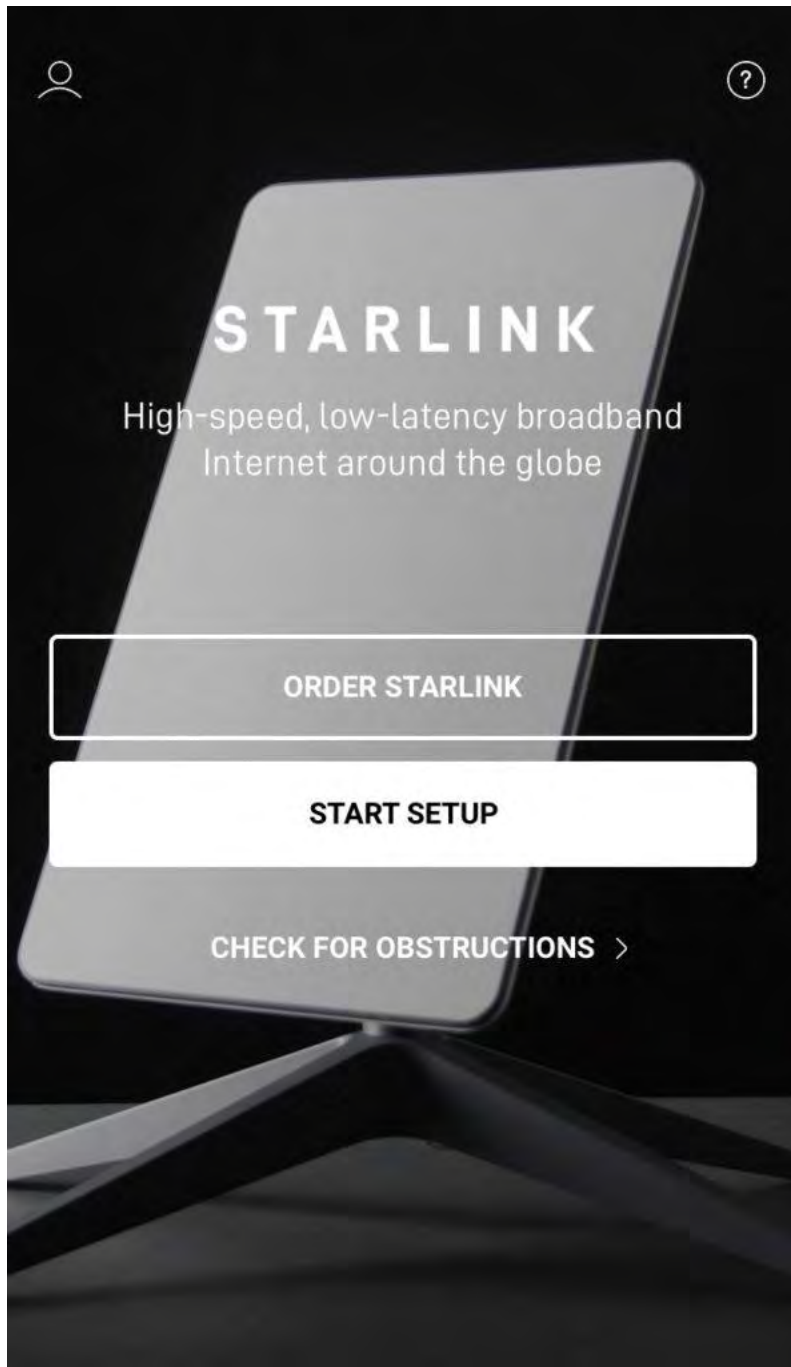 ?
STARLINK
High-speed, low-latency broadband
Internet around the globe
ORDER STARLINK
START SETUP
CHECK FOR OBSTRUCTIONS >